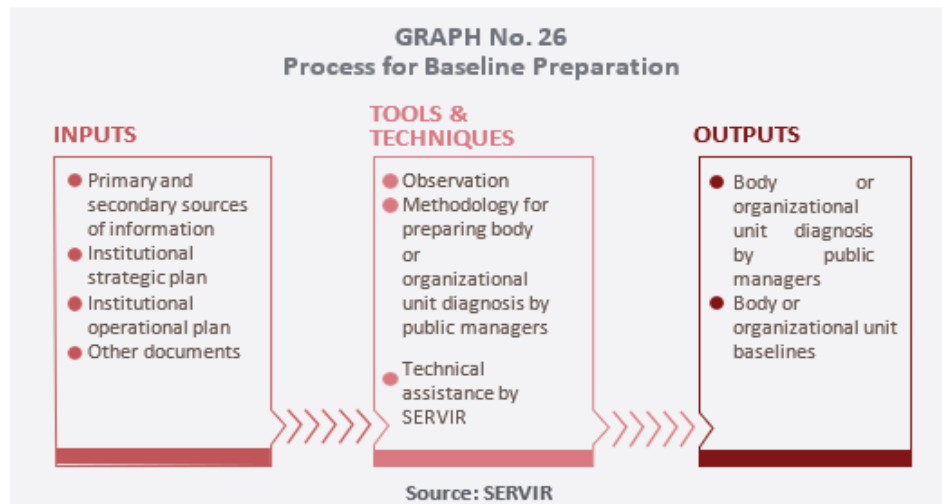 GRAPH No. 26
Process for Baseline Preparation
INPUTS
Primary and
secondary sources
of information
Institutional
strategic plan
Institutional
operational plan
Other documents
TOOLS &
TECHNIQUES
Observation
Methodology for
preparing body
or
organizational
unit diagnosis by
public managers
Technical
assistance by
SERVIR
OUTPUTS
Body or
organizational
unit diagnosis
by public
managers
Body or
organizational unit
baselines
Source: SERVIR